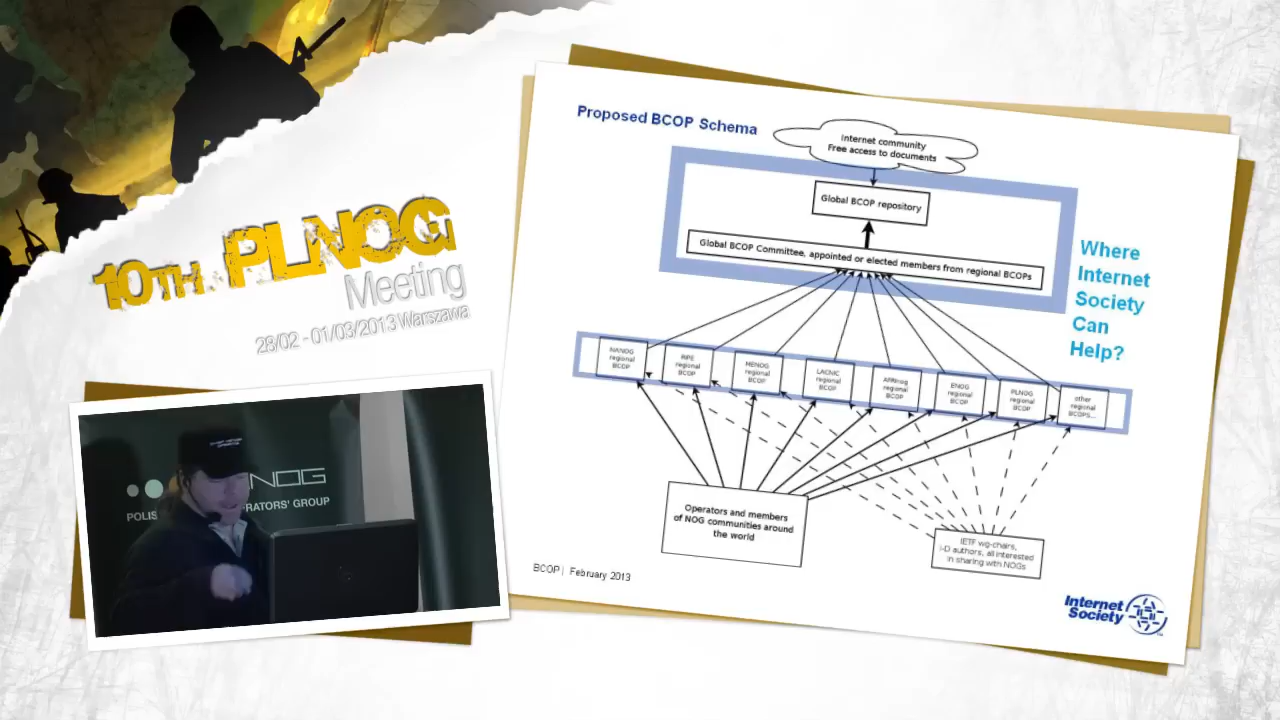 10TH PLNOG
Meeting
28/02 - 01/03/2013 Warszawa
NOG
POLIS
RATORS' GROUP
Proposed BCOP Schema
Internet community
Free access to documents
Global BCOP repository
Global BCOP Committee, appointed or elected members from regional BCOPs
Where
Internet
Society
Can
Help?
NANOG
regional
BCOP
RIPE
regional
BCOP
MENOG
regional
BCOP
LACNIC
regional
BCOP
AfRinog
regional
BCOP
ENOG
regional
BCOP
PLNOG
regional
BCOP
other
regional
BCOPS...
Operators and members
of NOG communities around
the world
IETF wg-chairs,
i-D authors, all interested
in sharing with NOGs
BCOP | February 2013
Internet
Society